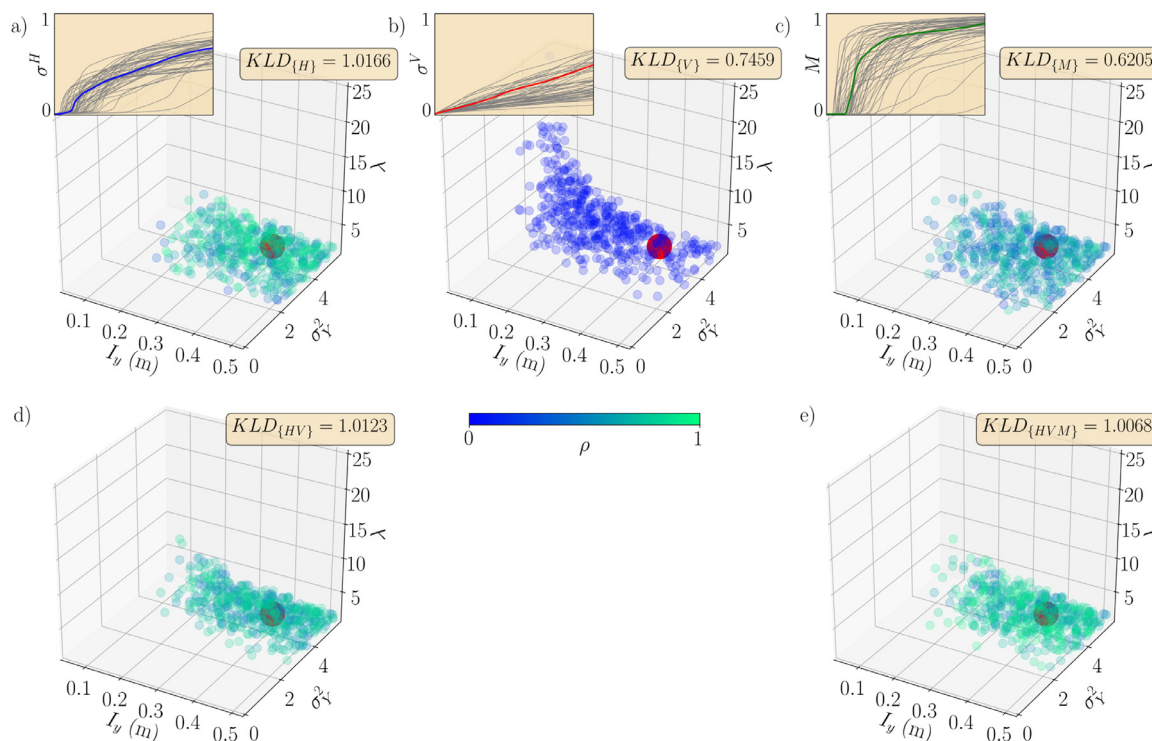 a)
1
σ^H
0
KLD_{H} = 1.0166
25
20
15
10
5
λ
0.1 0.2 0.3 0.4 0.5
I_y (m)
0 2 4
σ_Y^2
b)
1
σ^V
0
KLD_{V} = 0.7459
25
20
15
10
5
λ
0.1 0.2 0.3 0.4 0.5
I_y (m)
0 2 4
σ_Y^2
c)
1
M
0
KLD_{M} = 0.6205
25
20
15
10
5
0.1 0.2 0.3 0.4 0.5
I_y (m)
0 2 4
σ_Y^2
d)
KLD_{HV} = 1.0123
25
20
15
10
5
λ
0.1 0.2 0.3 0.4 0.5
I_y (m)
0 2 4
σ_Y^2
0 1
ρ
e)
KLD_{HVM} = 1.0068
25
20
15
10
5
0.1 0.2 0.3 0.4 0.5
I_y (m)
0 2 4
σ_Y^2